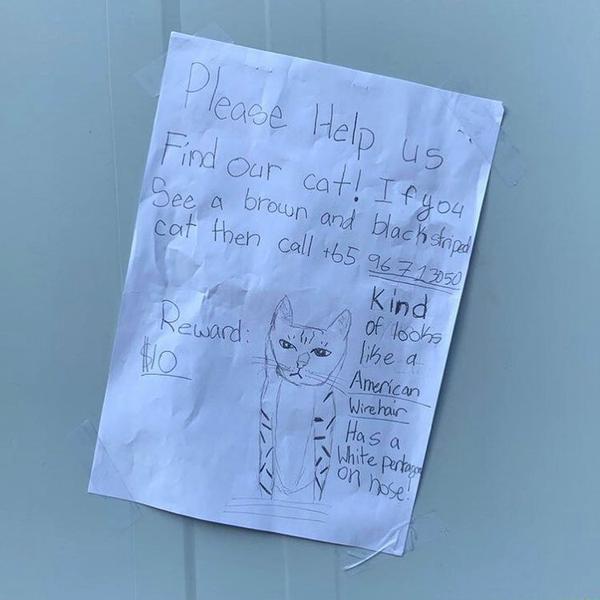 Please Help us
Find our cat! If you
See a brown and black striped
cat then call +65 96713050
Reward:
$10
Kind
of looks
like a
American
Wirehair
Has a
White pentagon
on nose!